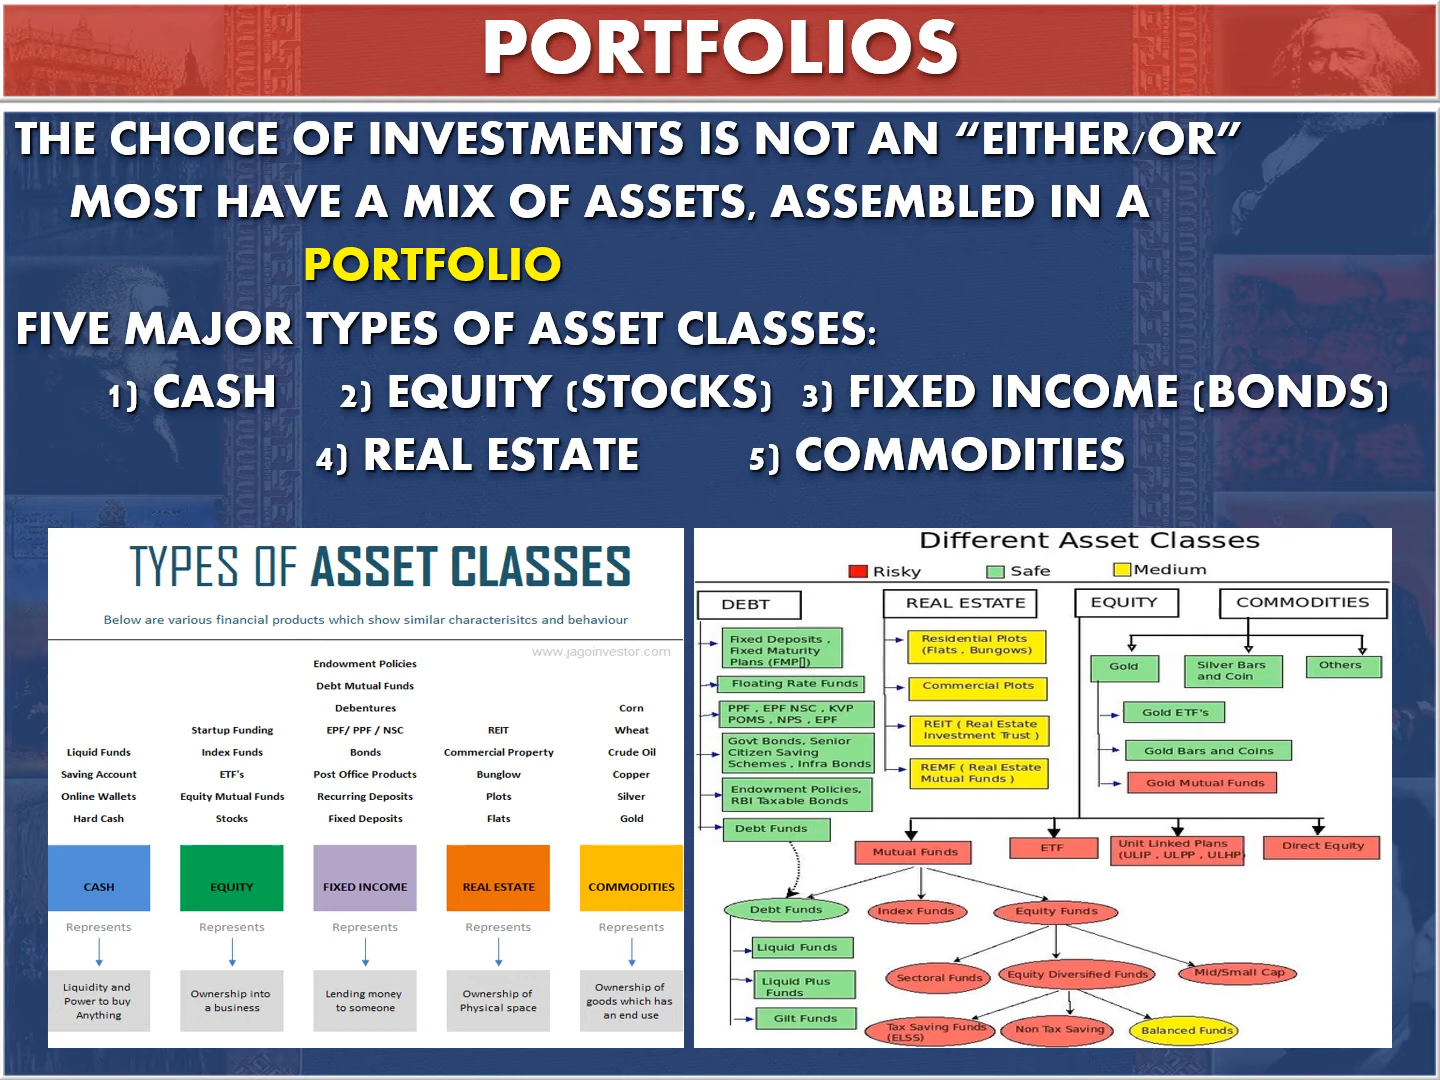 PORTFOLIOS
THE CHOICE OF INVESTMENTS IS NOT AN “EITHER/OR”
MOST HAVE A MIX OF ASSETS, ASSEMBLED IN A
PORTFOLIO
FIVE MAJOR TYPES OF ASSET CLASSES:
1) CASH 2) EQUITY (STOCKS) 3) FIXED INCOME (BONDS)
4) REAL ESTATE 5) COMMODITIES
TYPES OF ASSET CLASSES
Below are various financial products which show similar characterisitcs and behaviour
www.jagoinvestor.com
Liquid Funds
Saving Account
Online Wallets
Hard Cash
CASH
Represents
Liquidity and
Power to buy
Anything
Startup Funding
Index Funds
ETF's
Equity Mutual Funds
Stocks
EQUITY
Represents
Ownership into
a business
Endowment Policies
Debt Mutual Funds
Debentures
EPF/ PPF / NSC
Bonds
Post Office Products
Recurring Deposits
Fixed Deposits
FIXED INCOME
Represents
Lending money
to someone
REIT
Commercial Property
Bunglow
Plots
Flats
REAL ESTATE
Represents
Ownership of
Physical space
Corn
Wheat
Crude Oil
Copper
Silver
Gold
COMMODITIES
Represents
Ownership of
goods which has
an end use
Different Asset Classes
Risky Safe Medium
DEBT
Fixed Deposits ,
Fixed Maturity
Plans (FMP▯)
Floating Rate Funds
PPF , EPF NSC , KVP
POMS , NPS , EPF
Govt Bonds, Senior
Citizen Saving
Schemes , Infra Bonds
Endowment Policies,
RBI Taxable Bonds
Debt Funds
REAL ESTATE
Residential Plots
(Flats , Bungows)
Commercial Plots
REIT ( Real Estate
Investment Trust )
REMF ( Real Estate
Mutual Funds )
EQUITY
COMMODITIES
Gold
Silver Bars
and Coin
Others
Gold ETF's
Gold Bars and Coins
Gold Mutual Funds
Mutual Funds
ETF
Unit Linked Plans
(ULIP , ULPP , ULHP)
Direct Equity
Debt Funds
Index Funds
Equity Funds
Liquid Funds
Liquid Plus
Funds
Gilt Funds
Sectoral Funds
Equity Diversified Funds
Mid/Small Cap
Tax Saving Funds
(ELSS)
Non Tax Saving
Balanced Funds